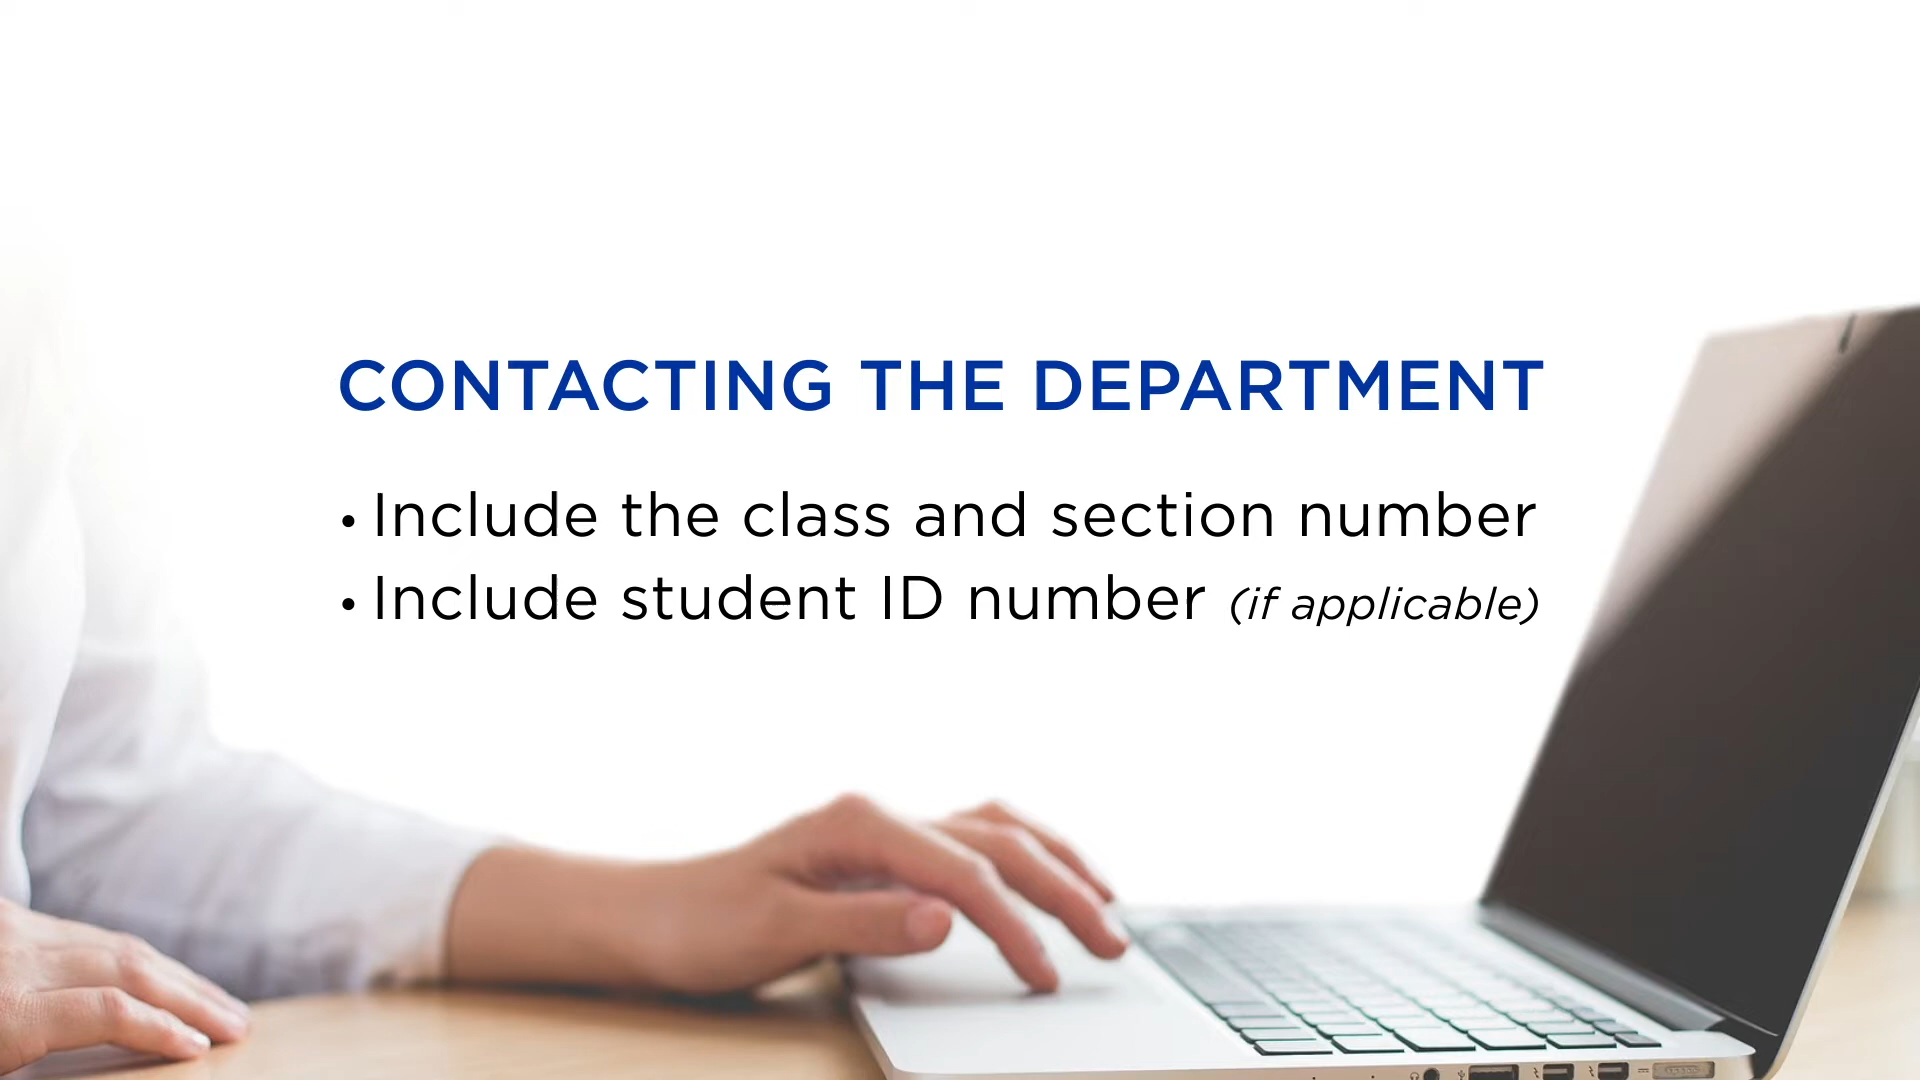 CONTACTING THE DEPARTMENT
• Include the class and section number
• Include student ID number (if applicable)